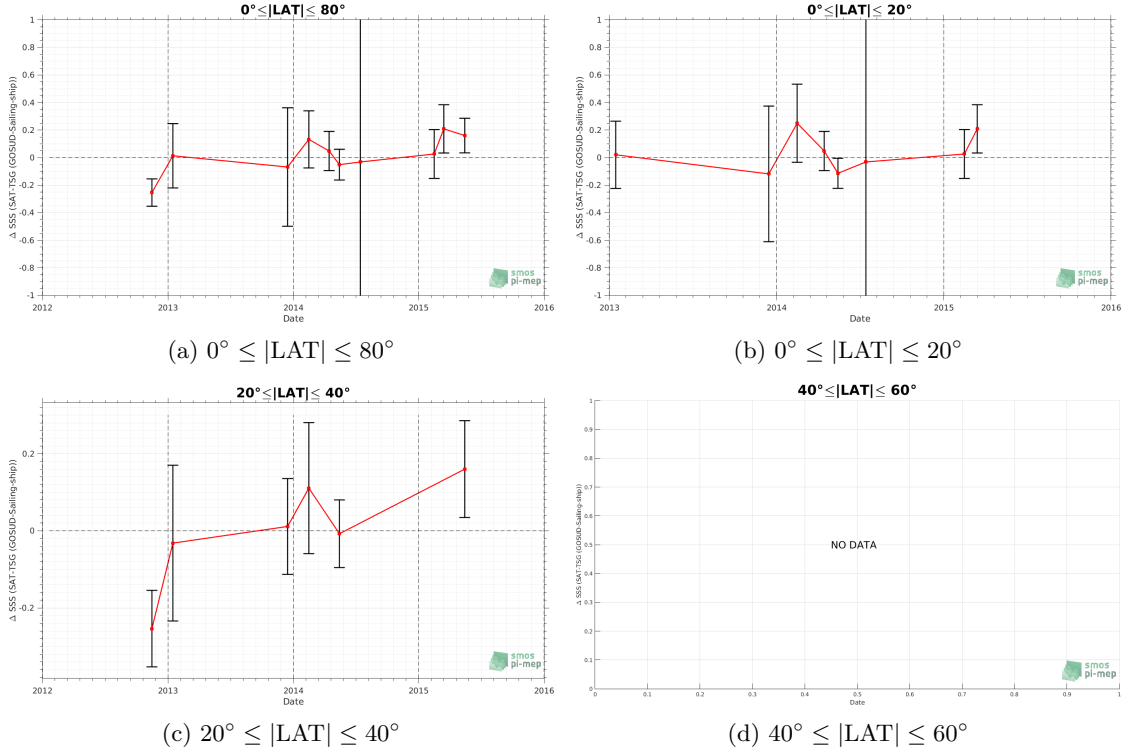 0°≤|LAT|≤ 80°
1
0.8
0.6
0.4
0.2
0
-0.2
-0.4
-0.6
-0.8
-1
Δ SSS (SAT-TSG (GOSUD-Sailing-ship))
2012 2013 2014 2015 2016
Date
smos
pi-mep
(a) 0° ≤ |LAT| ≤ 80°
0°≤|LAT|≤ 20°
1
0.8
0.6
0.4
0.2
0
-0.2
-0.4
-0.6
-0.8
-1
Δ SSS (SAT-TSG (GOSUD-Sailing-ship))
2013 2014 2015 2016
Date
smos
pi-mep
(b) 0° ≤ |LAT| ≤ 20°
20°≤|LAT|≤ 40°
0.2
0
-0.2
Δ SSS (SAT-TSG (GOSUD-Sailing-ship))
2012 2013 2014 2015 2016
Date
smos
pi-mep
(c) 20° ≤ |LAT| ≤ 40°
40°≤|LAT|≤ 60°
1
0.9
0.8
0.7
0.6
0.5
0.4
0.3
0.2
0.1
0
Δ SSS (SAT-TSG (GOSUD-Sailing-ship))
NO DATA
0 0.1 0.2 0.3 0.4 0.5 0.6 0.7 0.8 0.9 1
Date
smos
pi-mep
(d) 40° ≤ |LAT| ≤ 60°